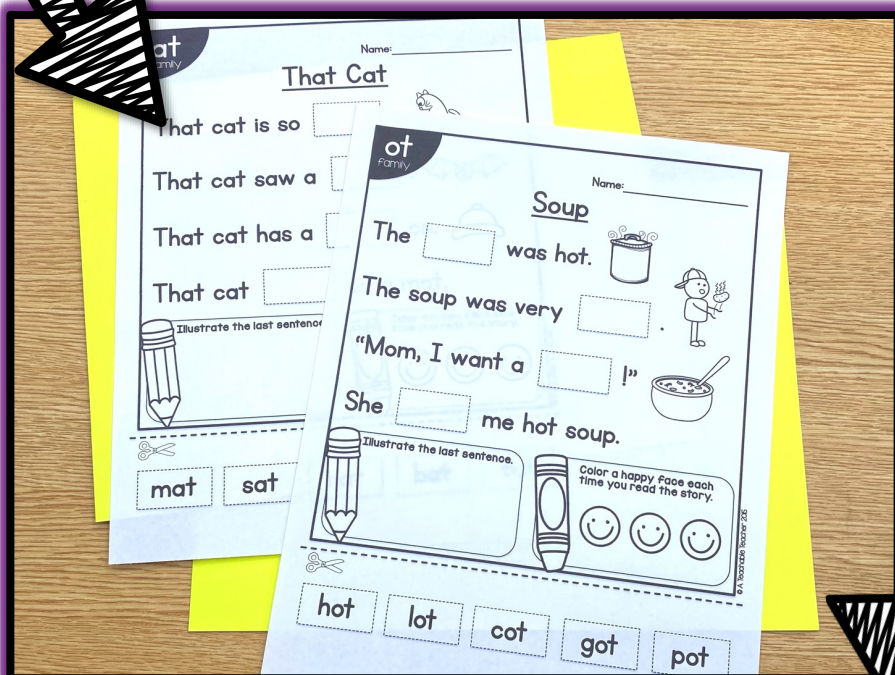 at
family
Name:
That Cat
That cat is so
That cat saw a
That cat has a
That cat
Illustrate the last sentence
mat
sat
ot
family
Name:
Soup
The was hot.
The soup was very .
“Mom, I want a !”
She me hot soup.
Illustrate the last sentence.
Color a happy face each
time you read the story.
© A Teachable Teacher 2015
hot
lot
cot
got
pot